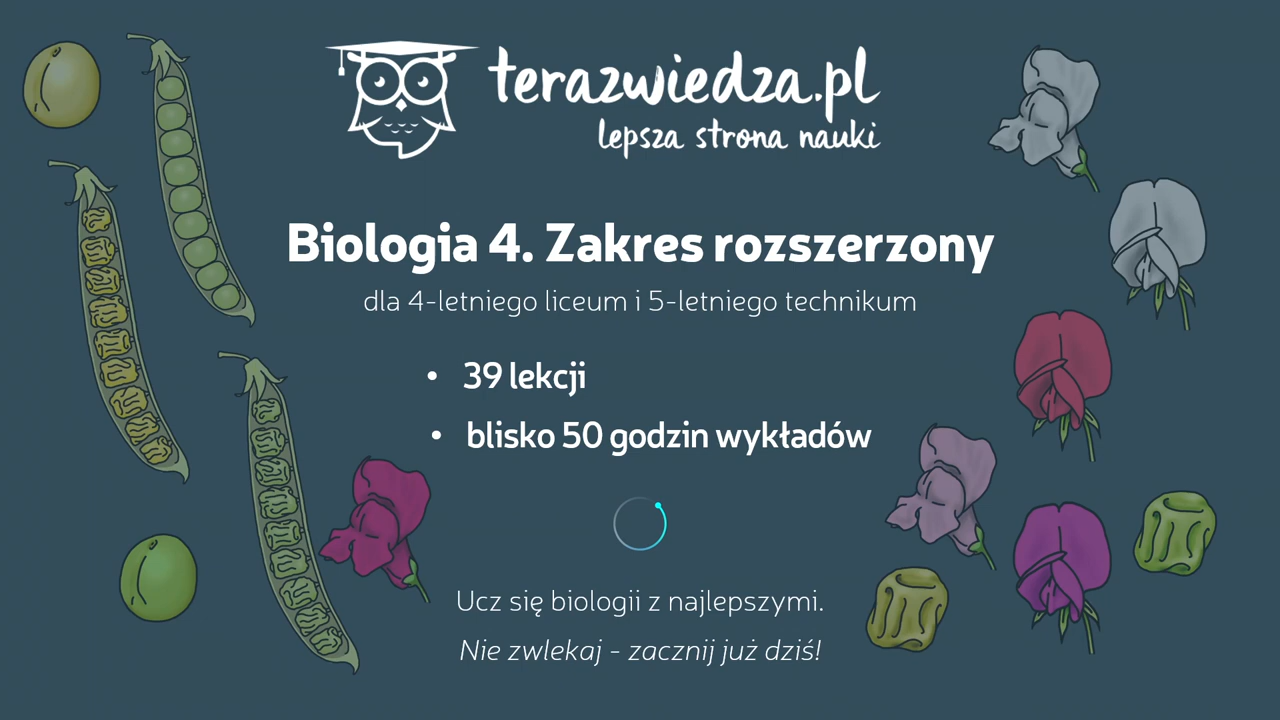 terazwiedza.pl
lepsza strona nauki
Biologia 4. Zakres rozszerzony
dla 4-letniego liceum i 5-letniego technikum
• 39 lekcji
• blisko 50 godzin wykładów
Ucz się biologii z najlepszymi.
Nie zwlekaj - zacznij już dziś!